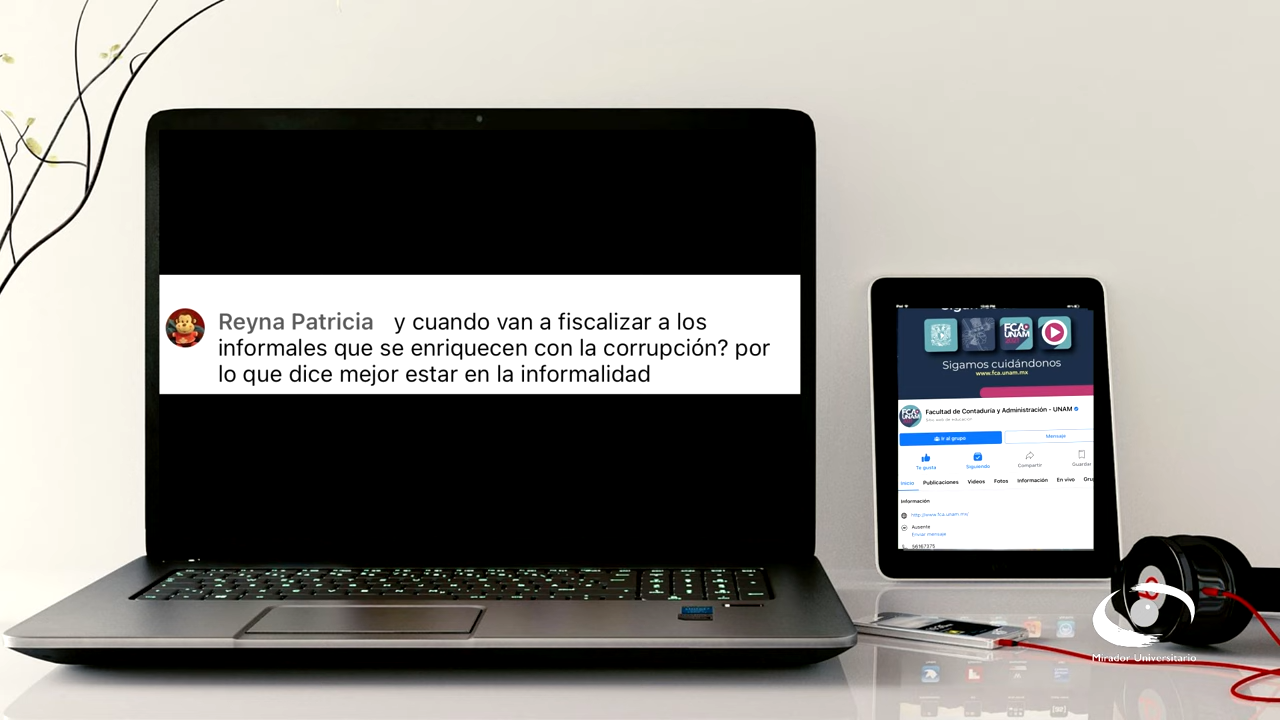 Reyna Patricia y cuando van a fiscalizar a los
informales que se enriquecen con la corrupción? por
lo que dice mejor estar en la informalidad
FCA
UNAM
Sigamos cuidándonos
www.fca.unam.mx
FCA
UNAM
Facultad de Contaduría y Administración - UNAM
Ir al grupo
Mensaje
Te gusta
Siguiendo
Compartir
Guardar
Inicio Publicaciones Videos Fotos Información En vivo Gru
Información
http://www.fca.unam.mx/
Ausente
Enviar mensaje
56167375
Mirador Universitario